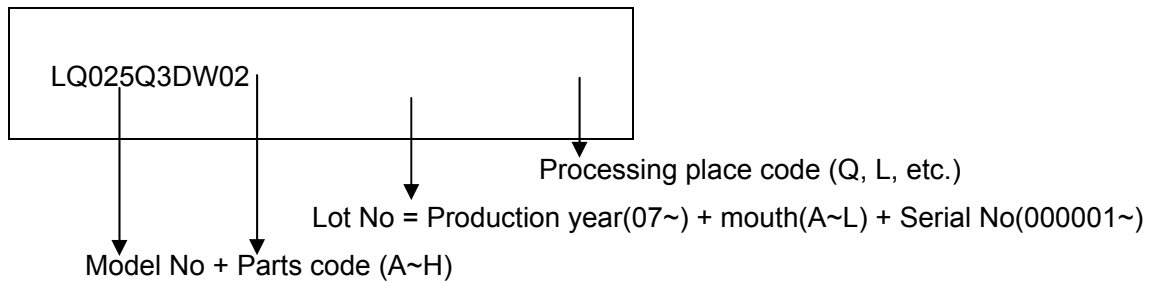 LQ025Q3DW02
Processing place code (Q, L, etc.)
Lot No = Production year(07~) + mouth(A~L) + Serial No(000001~)
Model No + Parts code (A~H)